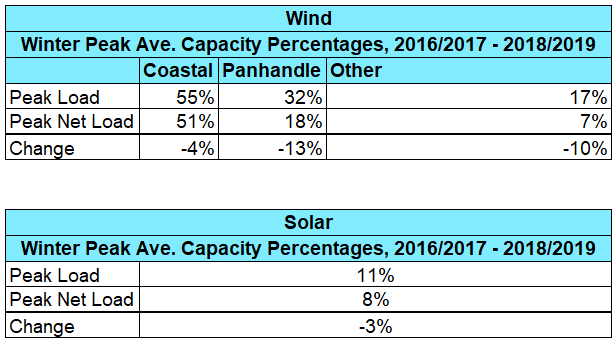 Wind
Winter Peak Ave. Capacity Percentages, 2016/2017 - 2018/2019
Coastal Panhandle Other
Peak Load 55% 32% 17%
Peak Net Load 51% 18% 7%
Change -4% -13% -10%
Solar
Winter Peak Ave. Capacity Percentages, 2016/2017 - 2018/2019
Peak Load 11%
Peak Net Load 8%
Change -3%